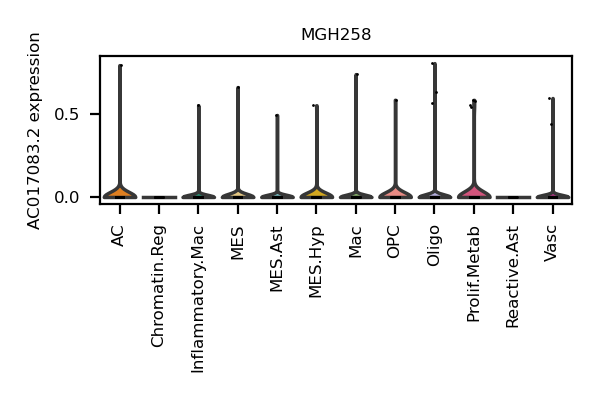 MGH258
AC017083.2 expression
0.5
0.0
AC
Chromatin.Reg
Inflammatory.Mac
MES
MES.Ast
MES.Hyp
Mac
OPC
Oligo
Prolif.Metab
Reactive.Ast
Vasc